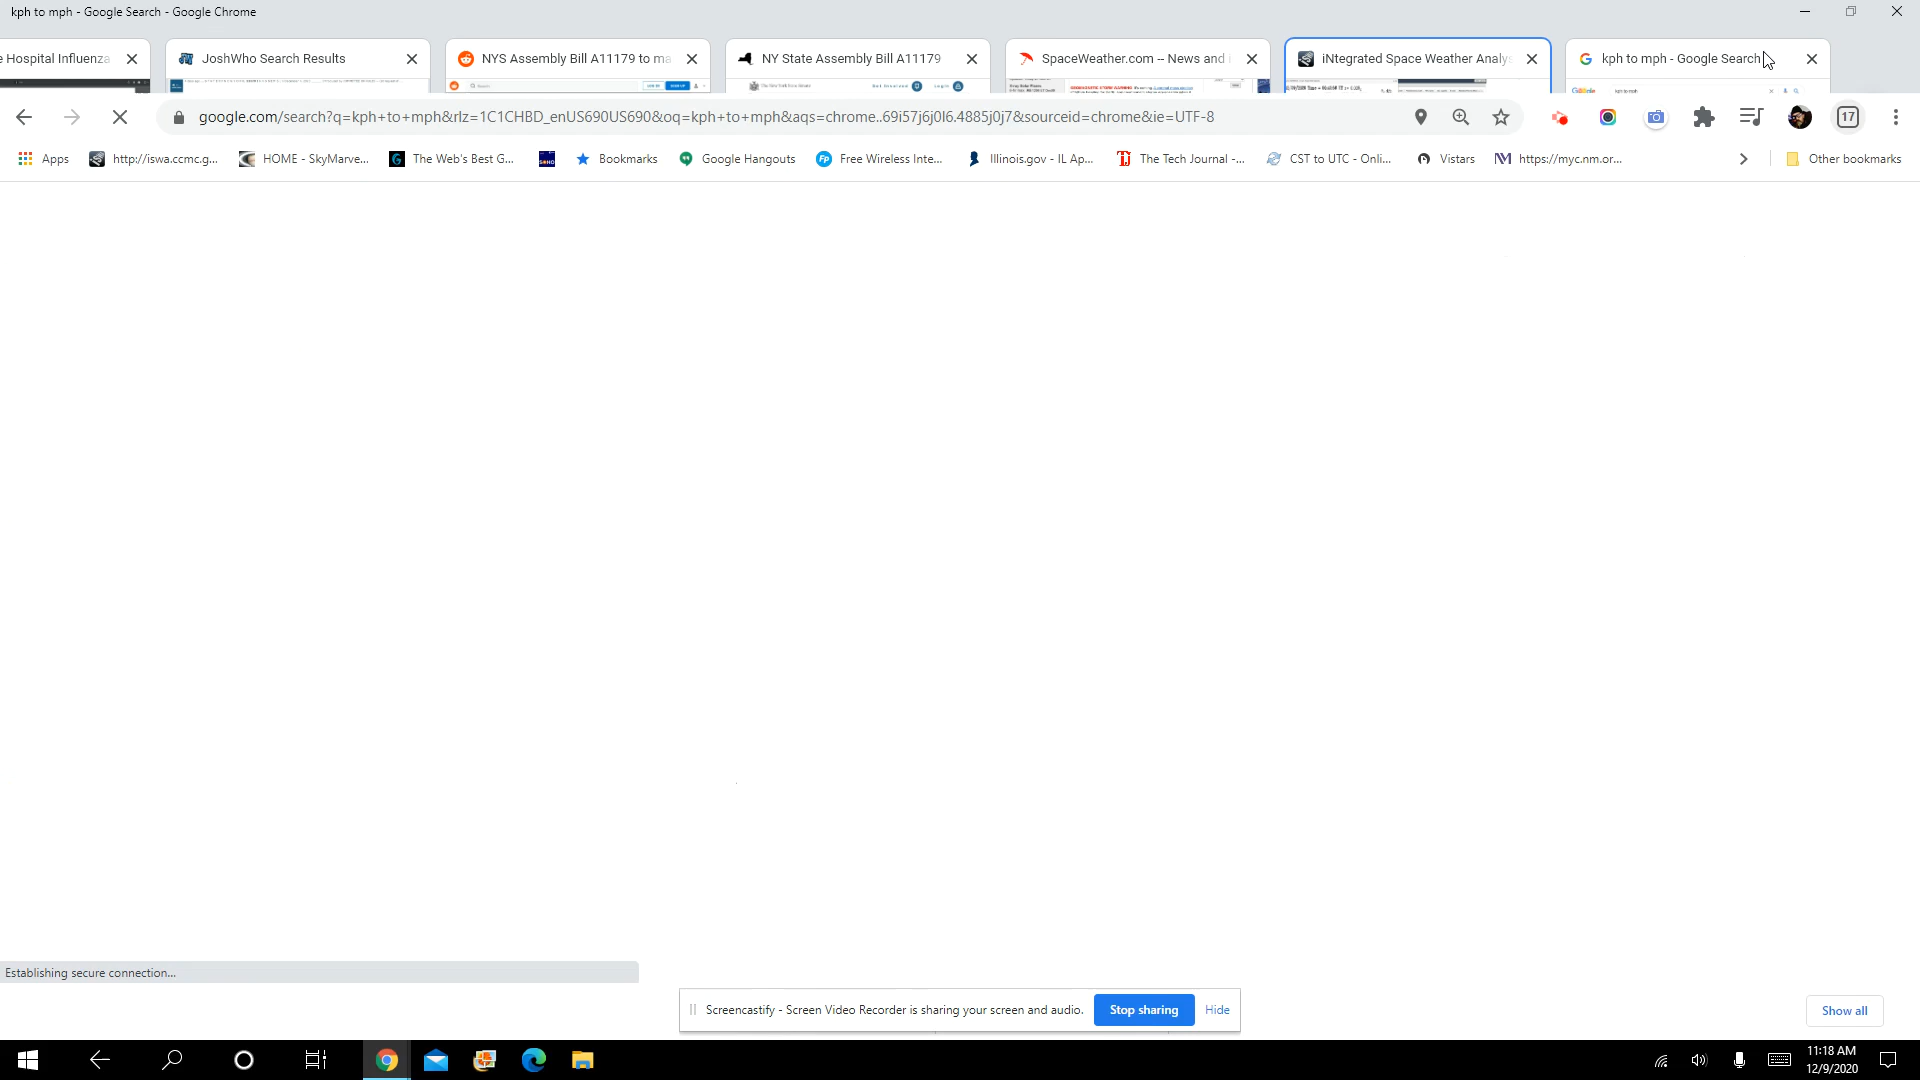 kph to mph - Google Search - Google Chrome
e Hospital Influenza
JoshWho Search Results
NYS Assembly Bill A11179 to ma
NY State Assembly Bill A11179
SpaceWeather.com -- News and i
iNtegrated Space Weather Analys
kph to mph - Google Search
google.com/search?q=kph+to+mph&rlz=1C1CHBD_enUS690US690&oq=kph+to+mph&aqs=chrome..69i57j6j0l6.4885j0j7&sourceid=chrome&ie=UTF-8
17
Apps
http://iswa.ccmc.g...
HOME - SkyMarve...
The Web's Best G...
Bookmarks
Google Hangouts
Free Wireless Inte...
Illinois.gov - IL Ap...
The Tech Journal -...
CST to UTC - Onli...
Vistars
https://myc.nm.or...
Other bookmarks
Establishing secure connection...
Screencastify - Screen Video Recorder is sharing your screen and audio.
Stop sharing
Hide
Show all
11:18 AM
12/9/2020